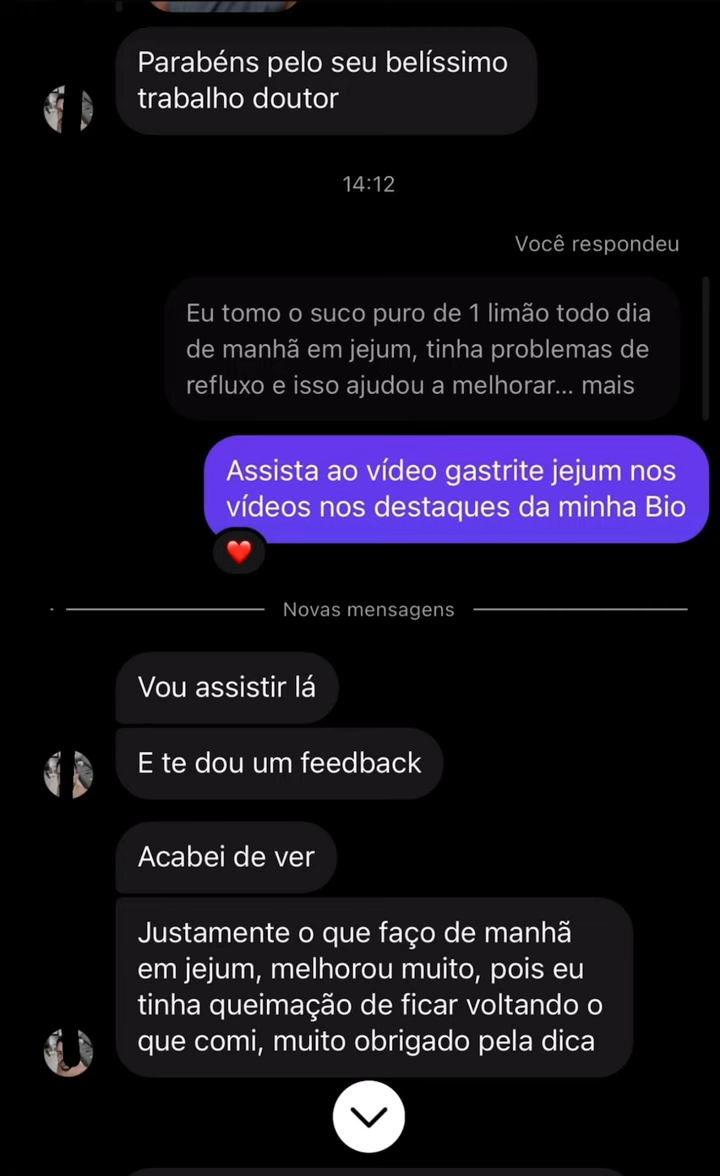 Parabéns pelo seu belíssimo
trabalho doutor
14:12
Você respondeu
Eu tomo o suco puro de 1 limão todo dia
de manhã em jejum, tinha problemas de
refluxo e isso ajudou a melhorar... mais
Assista ao vídeo gastrite jejum nos
vídeos nos destaques da minha Bio
Novas mensagens
Vou assistir lá
E te dou um feedback
Acabei de ver
Justamente o que faço de manhã
em jejum, melhorou muito, pois eu
tinha queimação de ficar voltando o
que comi, muito obrigado pela dica